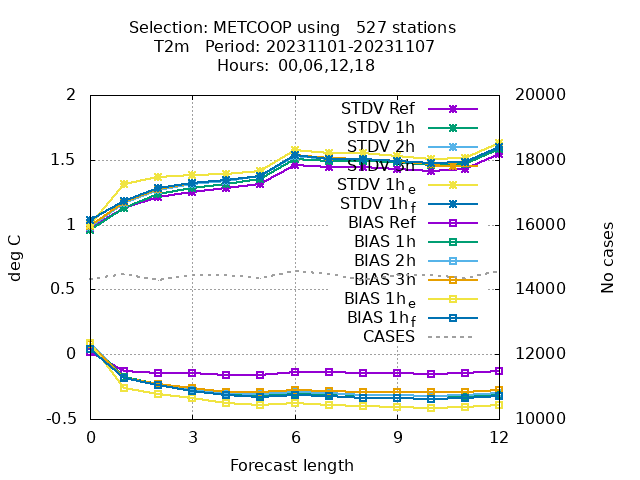 Selection: METCOOP using   527 stations
T2m   Period: 20231101-20231107
Hours:  00,06,12,18
2
1.5
1
0.5
0
-0.5
20000
18000
16000
14000
12000
10000
0
3
6
9
12
deg C
No cases
Forecast length
STDV Ref
STDV 1h
STDV 2h
STDV 3h
STDV 1he
STDV 1hf
BIAS Ref
BIAS 1h
BIAS 2h
BIAS 3h
BIAS 1he
BIAS 1hf
CASES